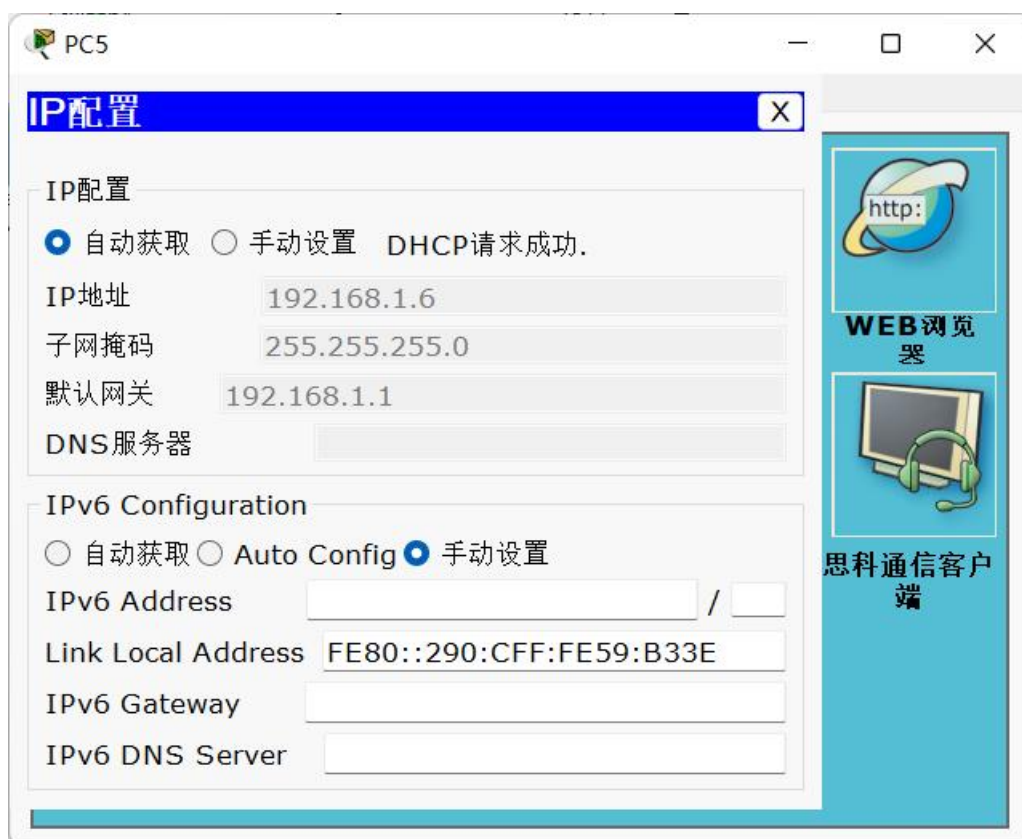 PC5
IP配置
X
IP配置
自动获取 手动设置 DHCP请求成功.
IP地址 192.168.1.6
子网掩码 255.255.255.0
默认网关 192.168.1.1
DNS服务器
IPv6 Configuration
自动获取 Auto Config 手动设置
IPv6 Address /
Link Local Address FE80::290:CFF:FE59:B33E
IPv6 Gateway
IPv6 DNS Server
http:
WEB浏览
器
思科通信客户
端